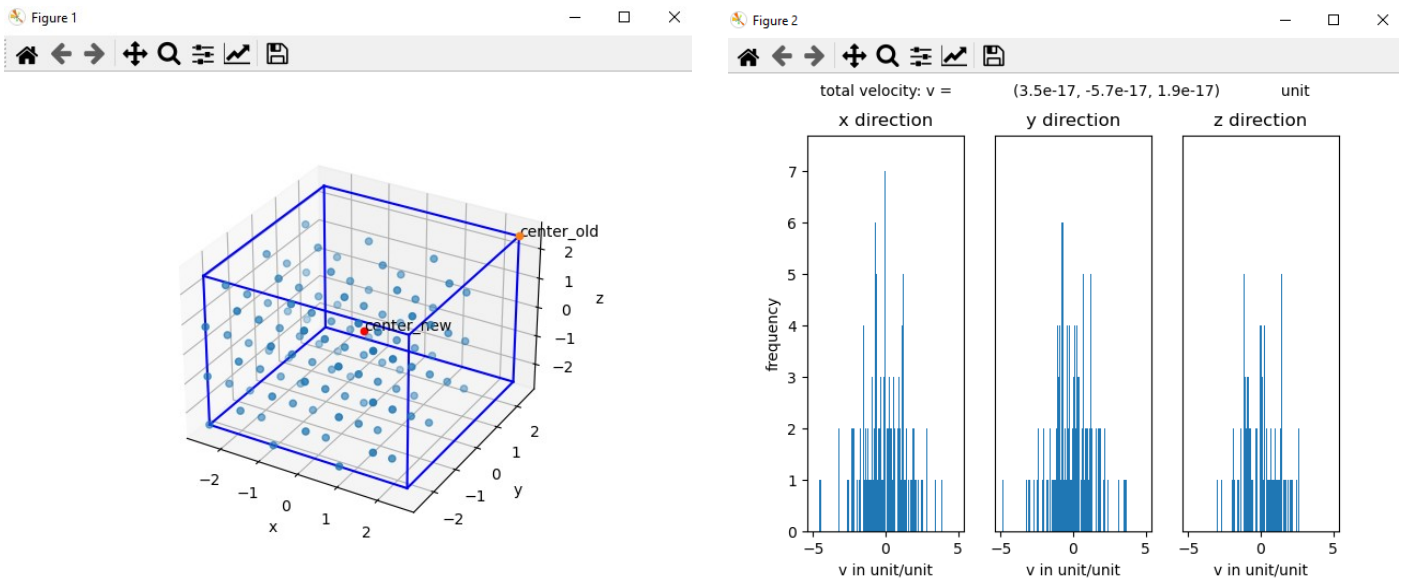 Figure 1
center_old
center_new
2
1
0
−1
−2
z
−2
−1
0
1
2
x
−2
−1
0
1
2
y
Figure 2
total velocity: v = (3.5e-17, -5.7e-17, 1.9e-17) unit
x direction y direction z direction
7
6
5
4
3
2
1
0
frequency
−5 0 5 −5 0 5 −5 0 5
v in unit/unit v in unit/unit v in unit/unit